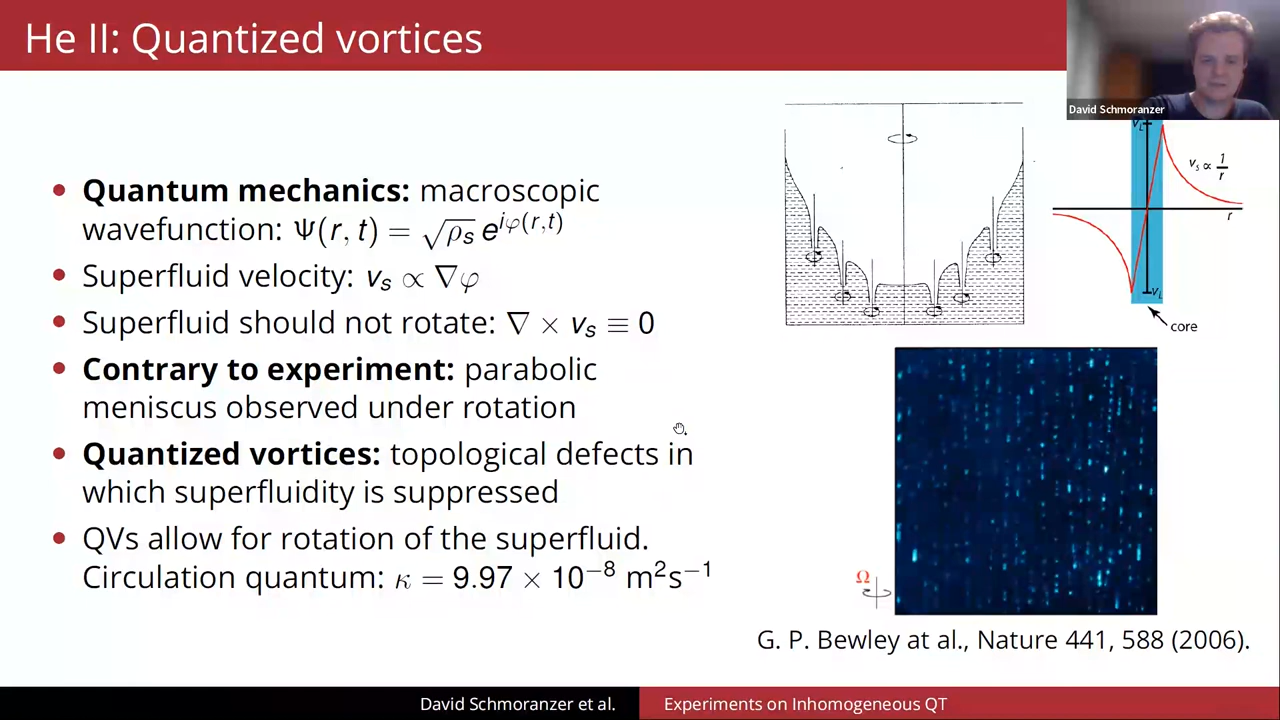 He II: Quantized vortices
David Schmoranzer
• Quantum mechanics: macroscopic
wavefunction: Ψ(r, t) = √ρₛ e^{iφ(r,t)}
• Superfluid velocity: vₛ ∝ ∇φ
• Superfluid should not rotate: ∇ × vₛ ≡ 0
• Contrary to experiment: parabolic
meniscus observed under rotation
• Quantized vortices: topological defects in
which superfluidity is suppressed
• QVs allow for rotation of the superfluid.
Circulation quantum: κ = 9.97 × 10⁻⁸ m²s⁻¹
vₛ ∝ 1/r
r
core
Ω
G. P. Bewley at al., Nature 441, 588 (2006).
David Schmoranzer et al.
Experiments on Inhomogeneous QT